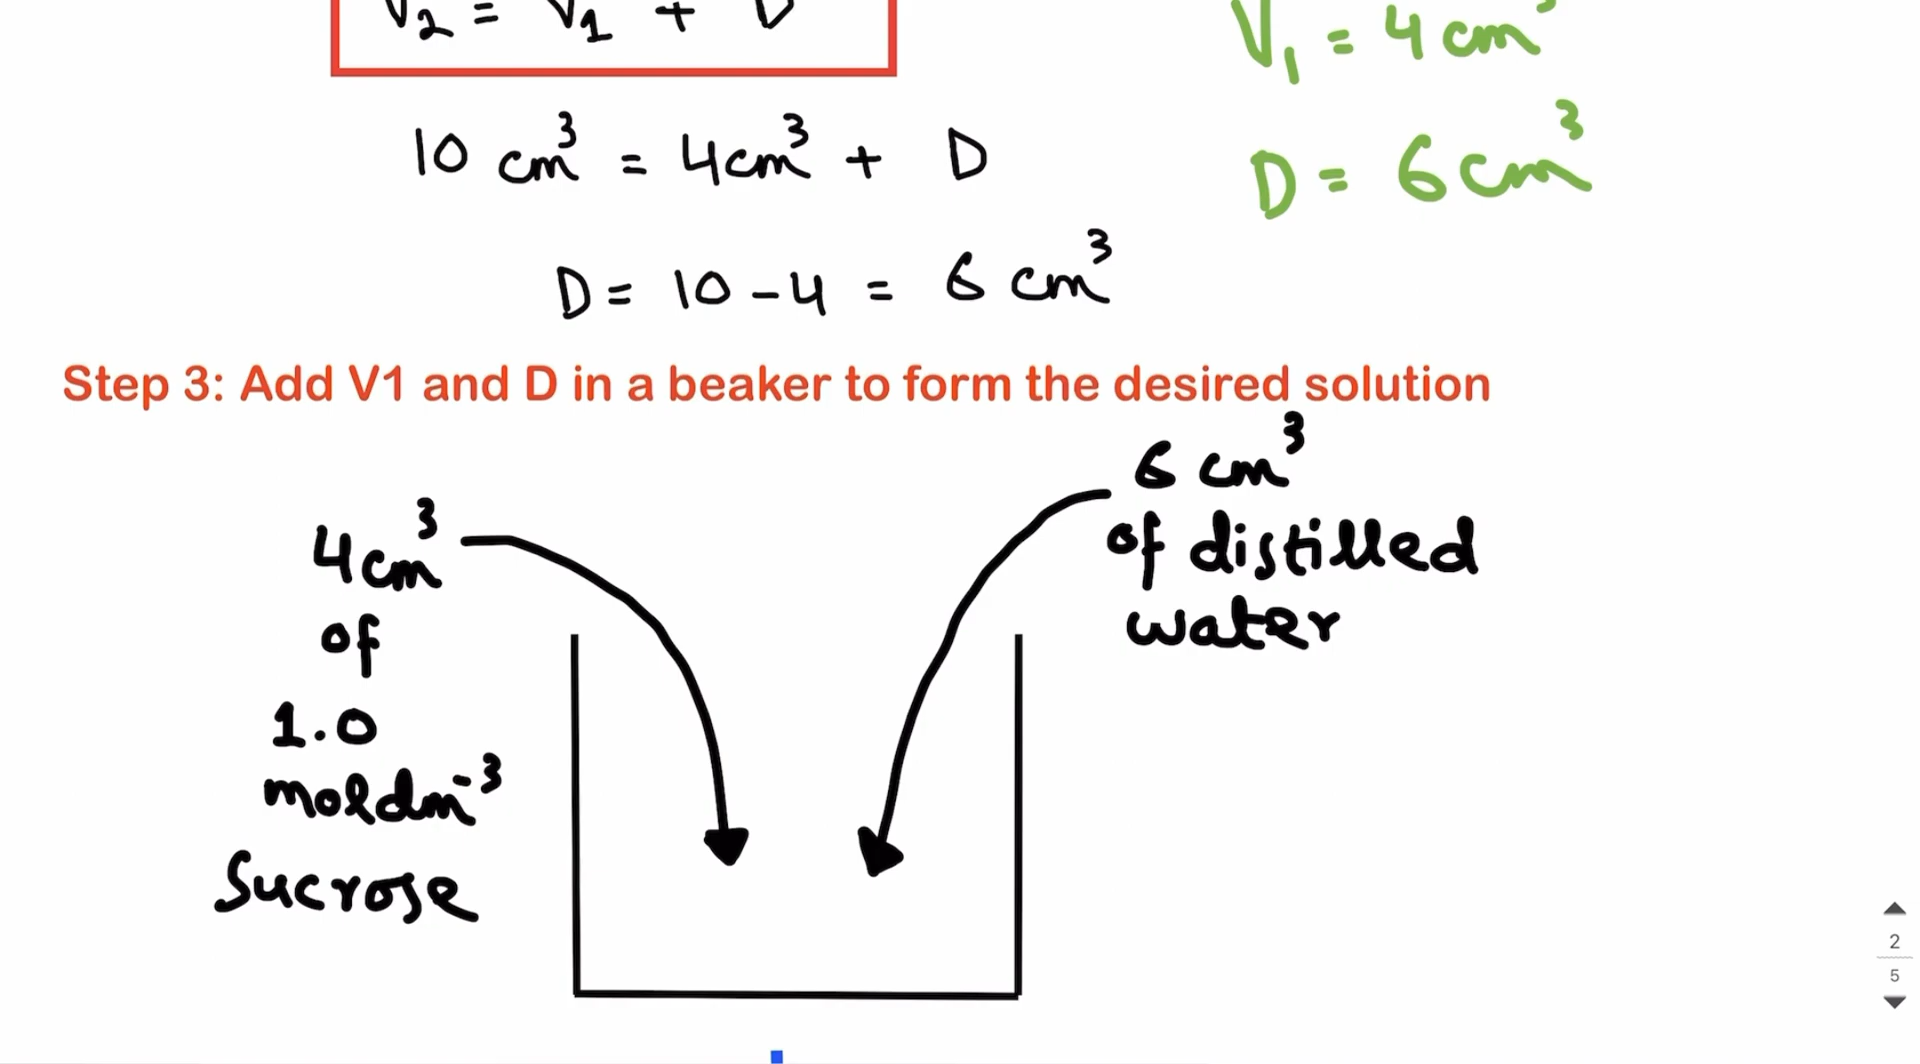 V₂ = V₁ + D
V₁ = 4 cm³
10 cm³ = 4cm³ + D
D = 6 cm³
D = 10 - 4 = 6 cm³
Step 3: Add V1 and D in a beaker to form the desired solution
4cm³
of
1.0
moldm⁻³
Sucrose
6 cm³
of distilled
water
2
5